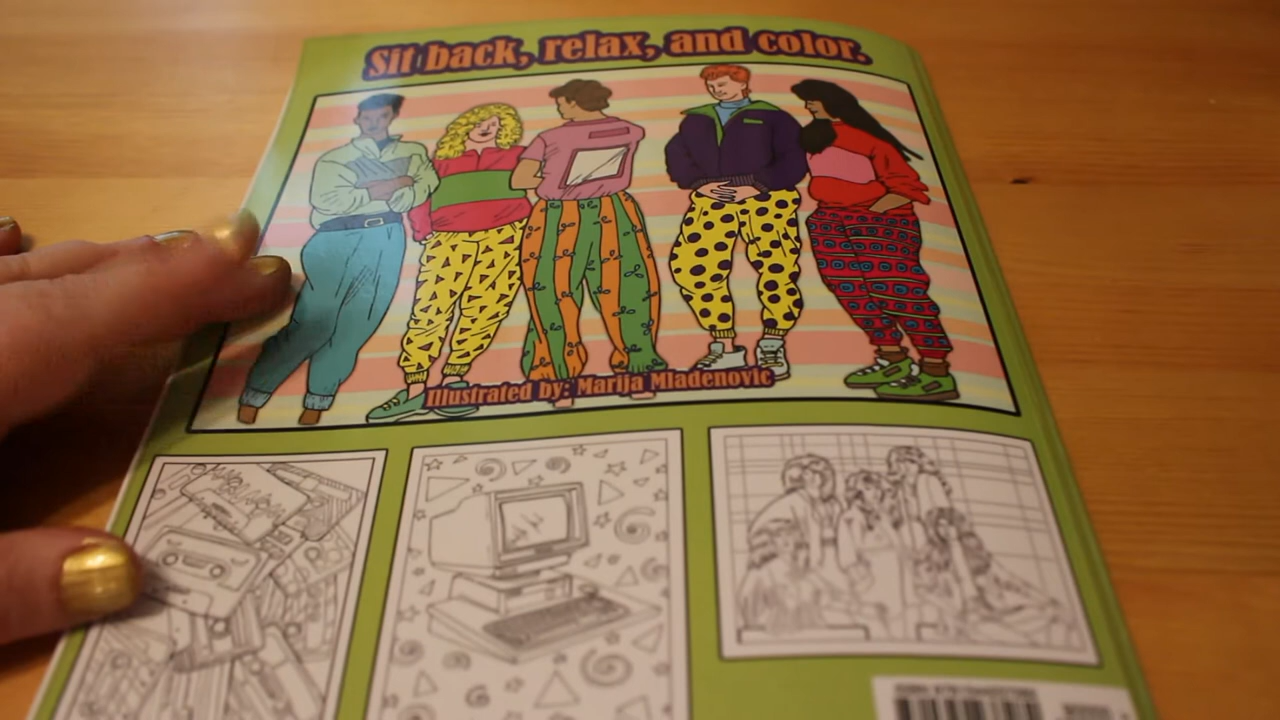 Sit back, relax, and color.
Illustrated by: Marija Mladenovic